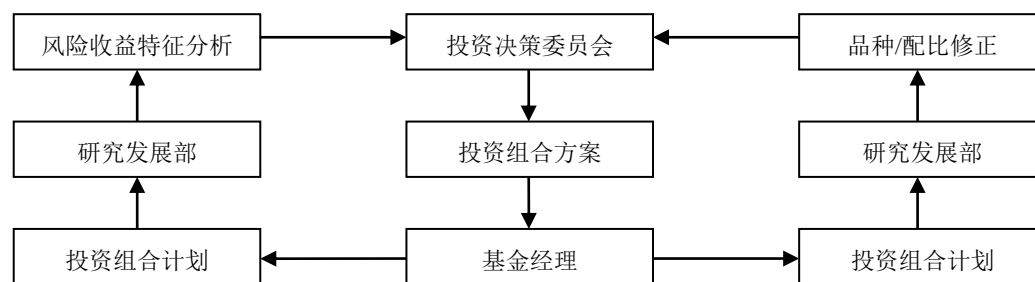 风险收益特征分析
投资决策委员会
品种/配比修正
研究发展部
投资组合方案
研究发展部
投资组合计划
基金经理
投资组合计划